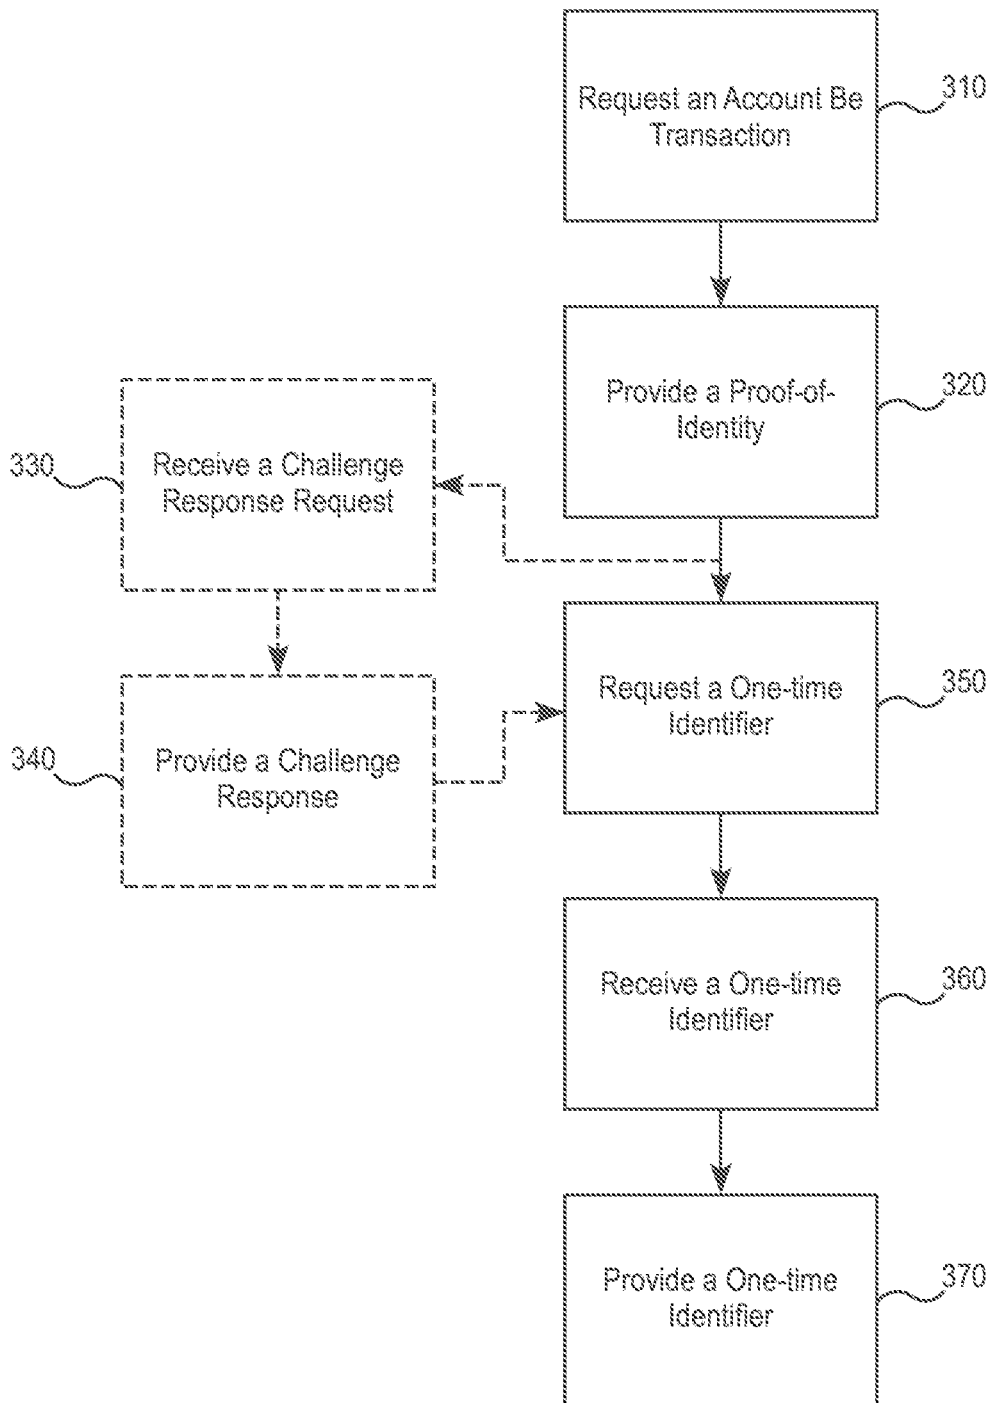 Request an Account Be
Transaction
310
Provide a Proof-of-
Identity
320
Receive a Challenge
Response Request
330
Provide a Challenge
Response
340
Request a One-time
Identifier
350
Receive a One-time
Identifier
360
Provide a One-time
Identifier
370